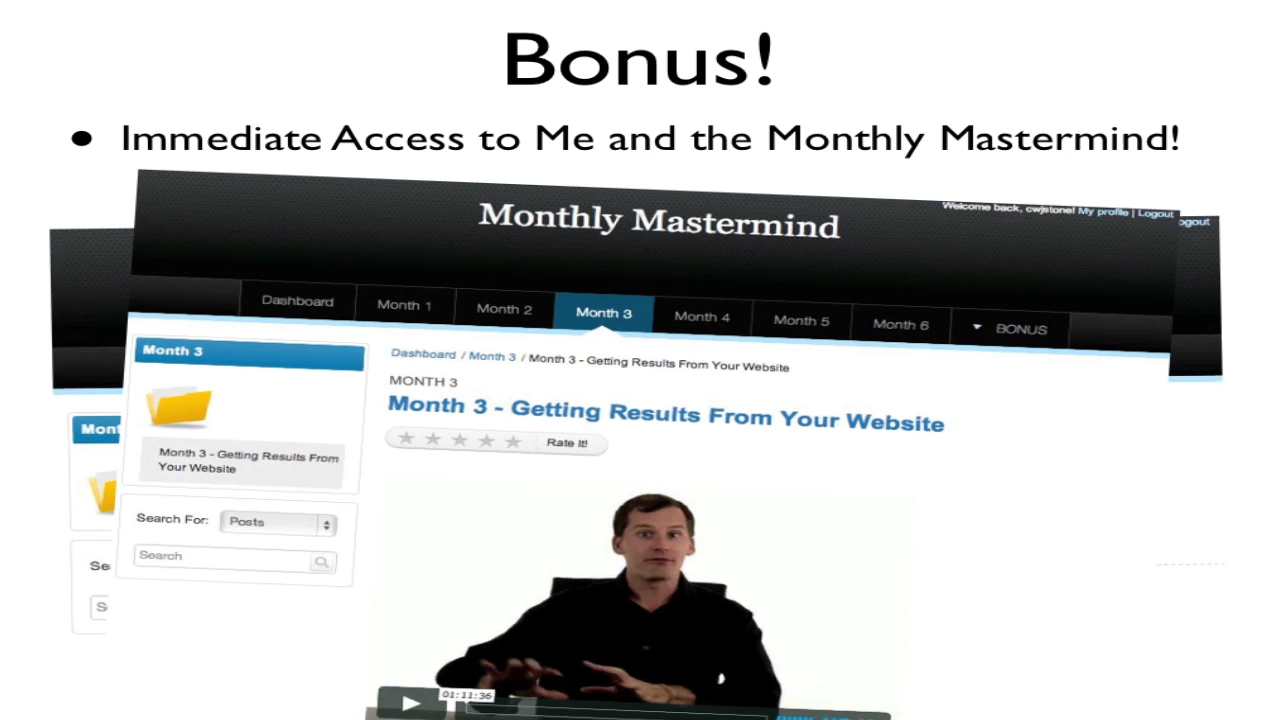 Bonus!
• Immediate Access to Me and the Monthly Mastermind!
Welcome back, cwjstone! My profile | Logout
ogout
Monthly Mastermind
Dashboard Month 1 Month 2 Month 3 Month 4 Month 5 Month 6 BONUS
Month 3
Dashboard / Month 3 / Month 3 - Getting Results From Your Website
MONTH 3
Month 3 - Getting Results From Your Website
Rate It!
Month 3 - Getting Results From
Your Website
Search For: Posts
Search
Mont
Se
S
01:11:36